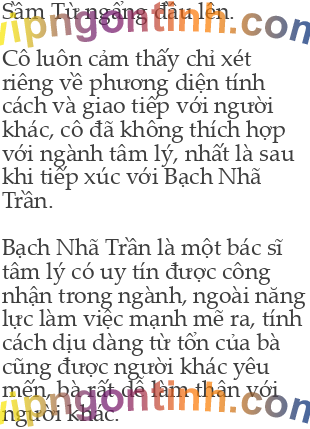 Sầm Từ ngẩng đầu lên.
vipngontinh.com
Cô luôn cảm thấy chỉ xét
riêng về phương diện tính
cách và giao tiếp với người
khác, cô đã không thích hợp
với ngành tâm lý, nhất là sau
khi tiếp xúc với Bạch Nhã
Trần.
Bạch Nhã Trần là một bác sĩ
tâm lý có uy tín được công
nhận trong ngành, ngoài năng
lực làm việc mạnh mẽ ra, tính
cách dịu dàng từ tổn của bà
cũng được người khác yêu
mến, bà rất dễ làm thân với
người khác.
vipngontinh.com